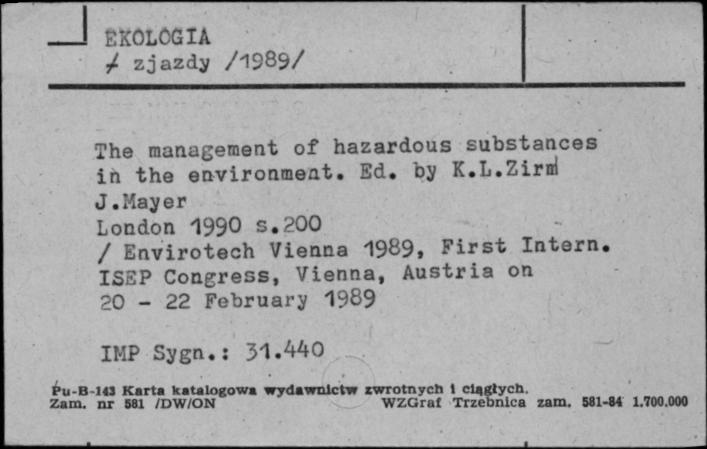 EKOLOGIA
/ zjazdy /1989/
The management of hazardous substances
in the environment. Ed. by K.L.Zirm
J.Mayer
London 1990 s.200
/ Envirotech Vienna 1989, First Intern.
ISEP Congress, Vienna, Austria on
20 - 22 February 1989
IMP Sygn.: 31.440
Pu-B-143 Karta katalogowa wydawnictw zwrotnych i ciągłych.
Zam. nr 581 /DW/ON WZGraf Trzebnica zam. 581-84 1.700.000